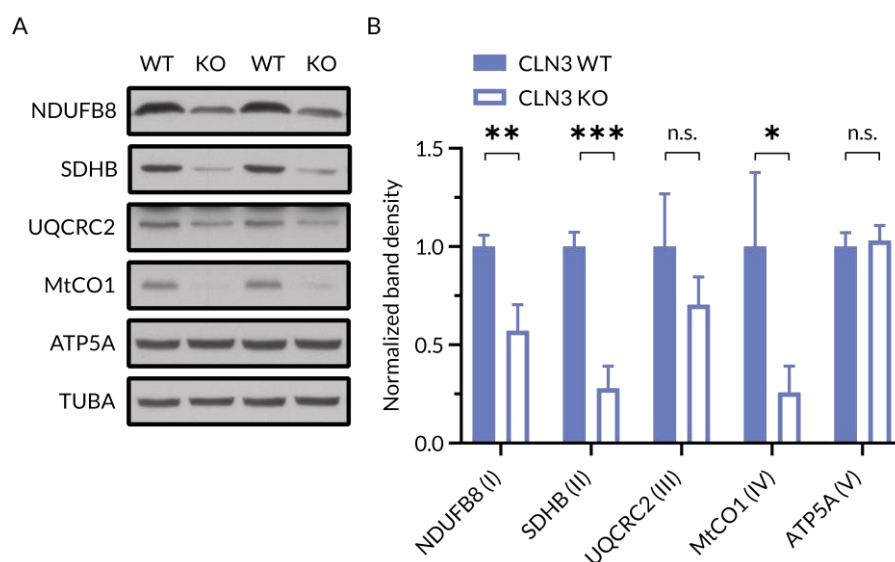 A
WT KO WT KO
NDUFB8
SDHB
UQCRC2
MtCO1
ATP5A
TUBA
B
CLN3 WT
CLN3 KO
** *** n.s. * n.s.
Normalized band density
1.5
1.0
0.5
0.0
NDUFB8 (I)
SDHB (II)
UQCRC2 (III)
MtCO1 (IV)
ATP5A (V)